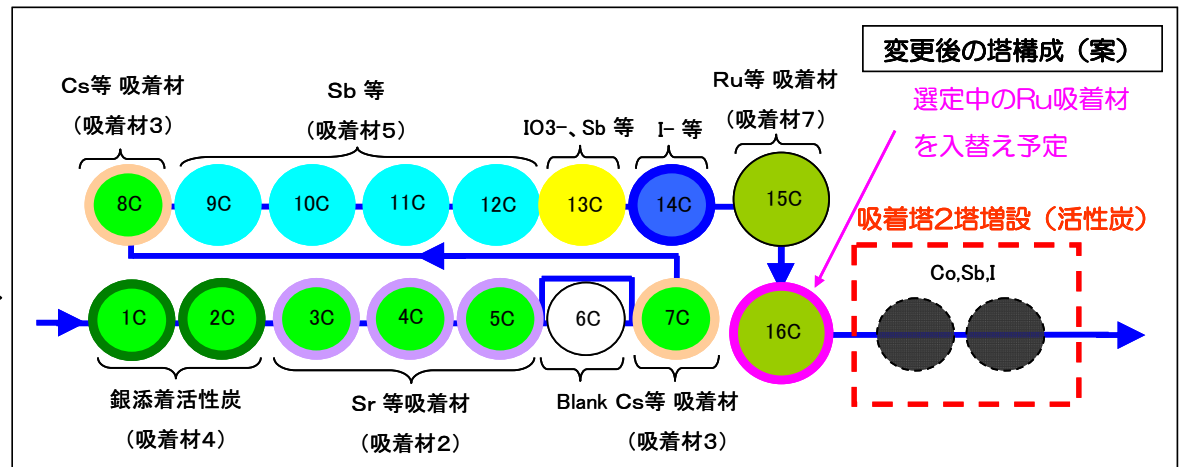 変更後の塔構成（案）
Cs等 吸着材
（吸着材3）
Sb 等
（吸着材5）
IO3-、Sb 等
I- 等
Ru等 吸着材
（吸着材7）
選定中のRu吸着材
を入替え予定
8C
9C
10C
11C
12C
13C
14C
15C
吸着塔2塔増設（活性炭）
Co,Sb,I
1C
2C
3C
4C
5C
6C
7C
16C
銀添着活性炭
（吸着材4）
Sr 等吸着材
（吸着材2）
Blank
Cs等 吸着材
（吸着材3）